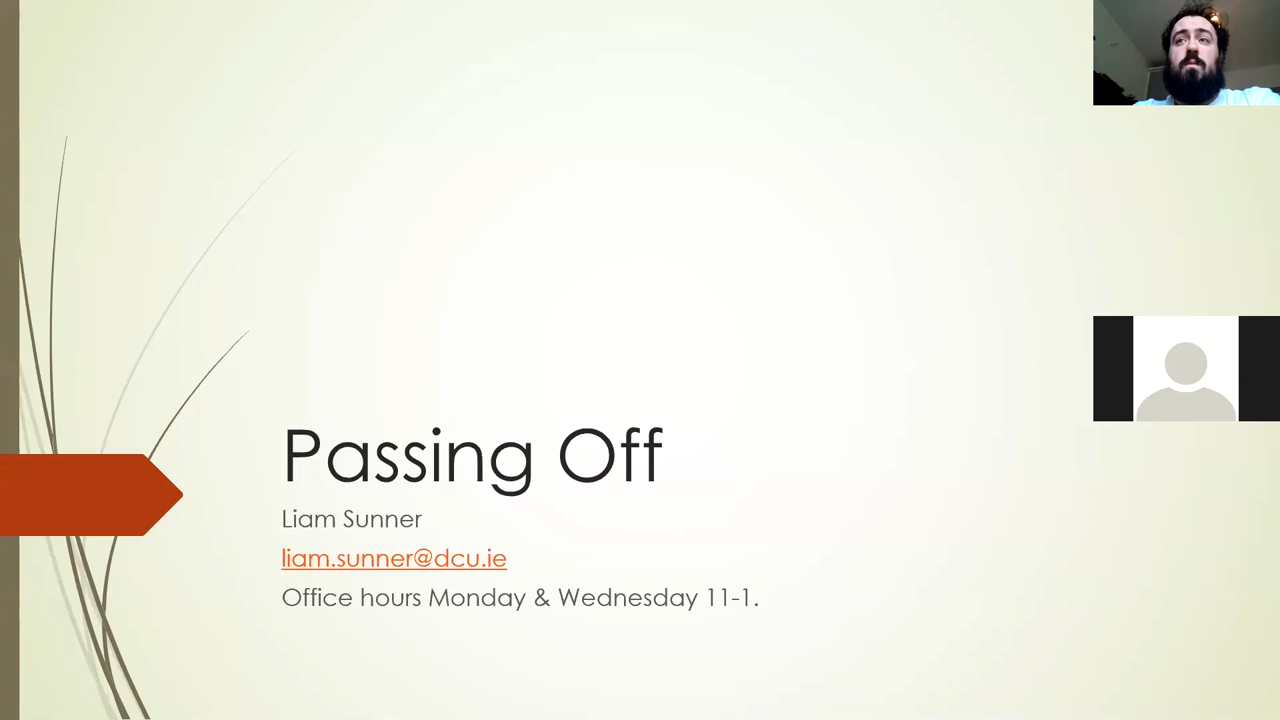 Passing Off
Liam Sunner
liam.sunner@dcu.ie
Office hours Monday & Wednesday 11-1.